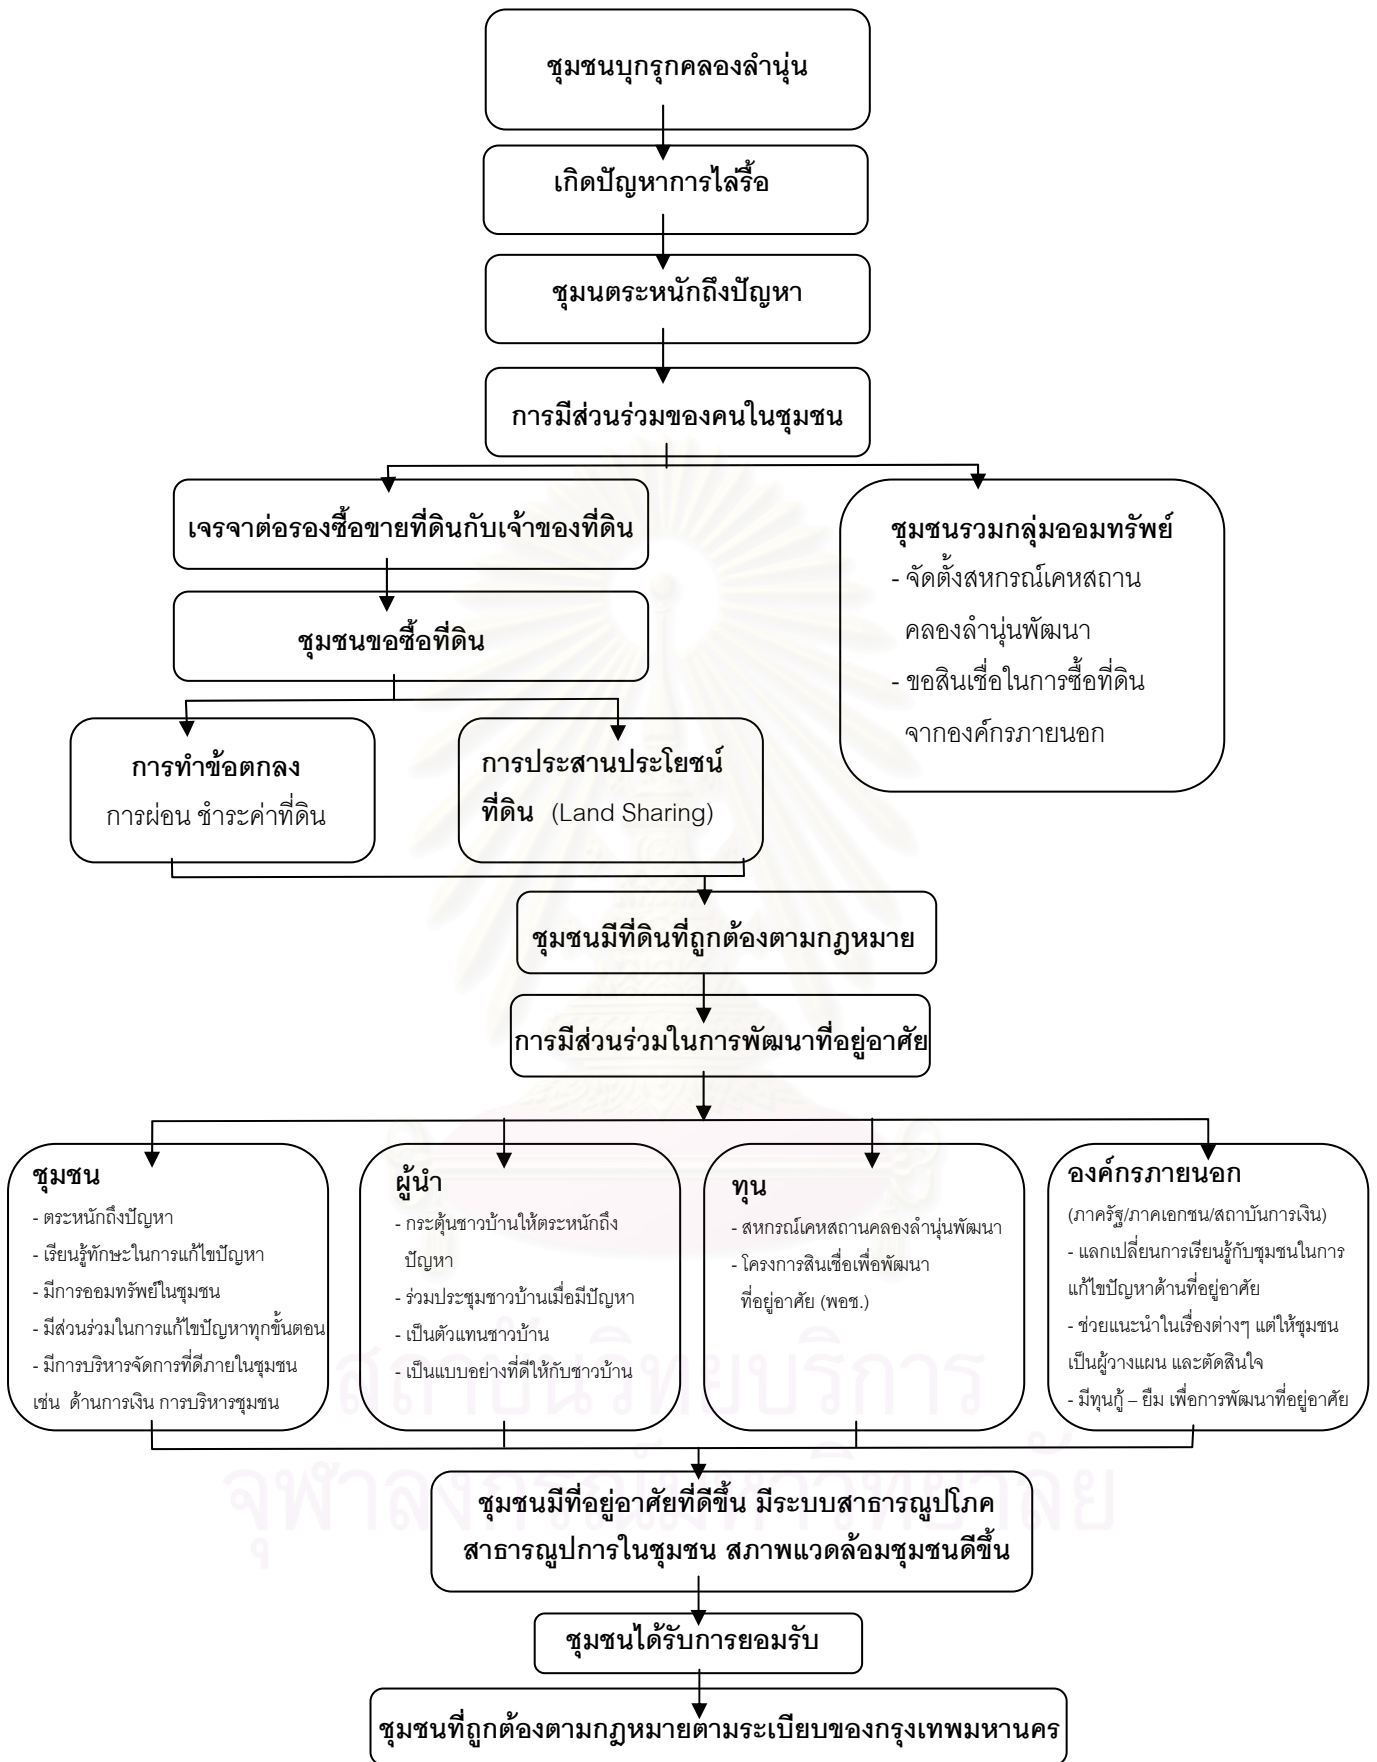 ชุมชนบุกรุกคลองลำนุ่น
เกิดปัญหาการไล่รื้อ
ชุมนตระหนักถึงปัญหา
การมีส่วนร่วมของคนในชุมชน
เจรจาต่อรองซื้อขายที่ดินกับเจ้าของที่ดิน
ชุมชนขอซื้อที่ดิน
ชุมชนรวมกลุ่มออมทรัพย์
- จัดตั้งสหกรณ์เคหสถาน
คลองลำนุ่นพัฒนา
- ขอสินเชื่อในการซื้อที่ดิน
จากองค์กรภายนอก
การทำข้อตกลง
การผ่อน ชำระค่าที่ดิน
การประสานประโยชน์
ที่ดิน (Land Sharing)
ชุมชนมีที่ดินที่ถูกต้องตามกฎหมาย
การมีส่วนร่วมในการพัฒนาที่อยู่อาศัย
ชุมชน
- ตระหนักถึงปัญหา
- เรียนรู้ทักษะในการแก้ไขปัญหา
- มีการออมทรัพย์ในชุมชน
- มีส่วนร่วมในการแก้ไขปัญหาทุกขั้นตอน
- มีการบริหารจัดการที่ดีภายในชุมชน
เช่น ด้านการเงิน การบริหารชุมชน
ผู้นำ
- กระตุ้นชาวบ้านให้ตระหนักถึง
ปัญหา
- ร่วมประชุมชาวบ้านเมื่อมีปัญหา
- เป็นตัวแทนชาวบ้าน
- เป็นแบบอย่างที่ดีให้กับชาวบ้าน
ทุน
- สหกรณ์เคหสถานคลองลำนุ่นพัฒนา
- โครงการสินเชื่อเพื่อพัฒนา
ที่อยู่อาศัย (พอช.)
องค์กรภายนอก
(ภาครัฐ/ภาคเอกชน/สถาบันการเงิน)
- แลกเปลี่ยนการเรียนรู้กับชุมชนในการ
แก้ไขปัญหาด้านที่อยู่อาศัย
- ช่วยแนะนำในเรื่องต่างๆ แต่ให้ชุมชน
เป็นผู้วางแผน และตัดสินใจ
- มีทุนกู้ – ยืม เพื่อการพัฒนาที่อยู่อาศัย
สถาบันวิทยบริการ
จุฬาลงกรณ์มหาวิทยาลัย
ชุมชนมีที่อยู่อาศัยที่ดีขึ้น มีระบบสาธารณูปโภค
สาธารณูปการในชุมชน สภาพแวดล้อมชุมชนดีขึ้น
ชุมชนได้รับการยอมรับ
ชุมชนที่ถูกต้องตามกฎหมายตามระเบียบของกรุงเทพมหานคร